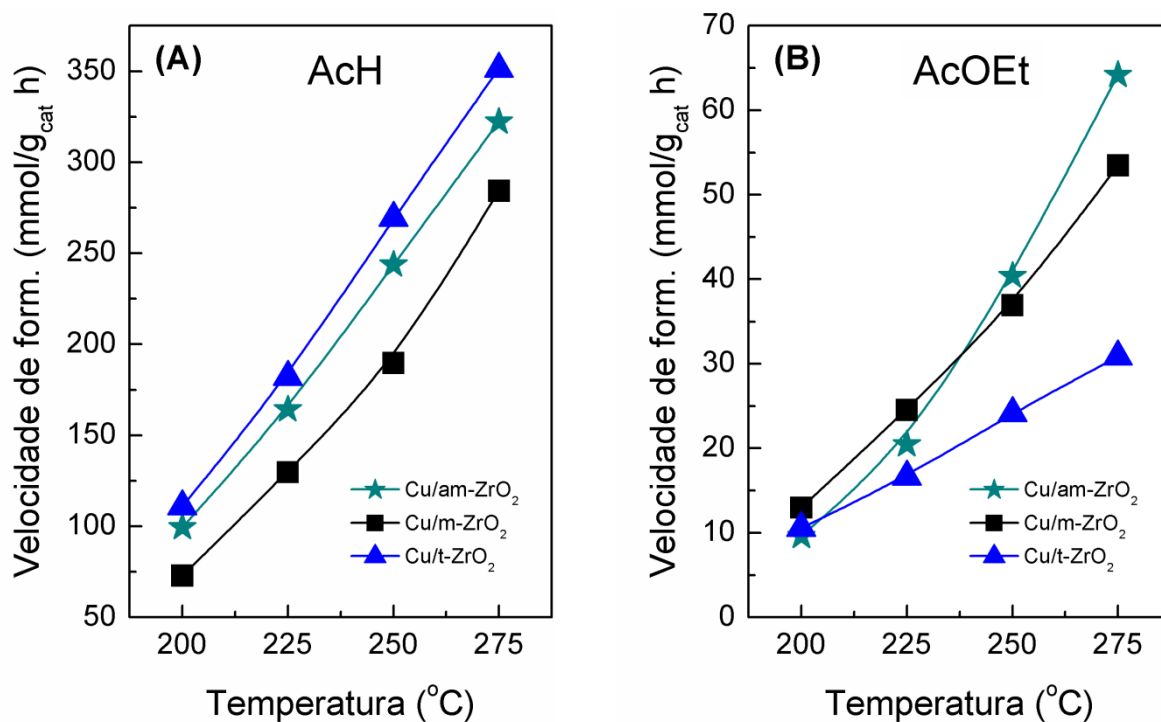 (A)
AcH
Velocidade de form. (mmol/g_cat h)
350
300
250
200
150
100
50
Cu/am-ZrO₂
Cu/m-ZrO₂
Cu/t-ZrO₂
200 225 250 275
Temperatura (°C)
(B)
AcOEt
Velocidade de form. (mmol/g_cat h)
70
60
50
40
30
20
10
0
Cu/am-ZrO₂
Cu/m-ZrO₂
Cu/t-ZrO₂
200 225 250 275
Temperatura (°C)